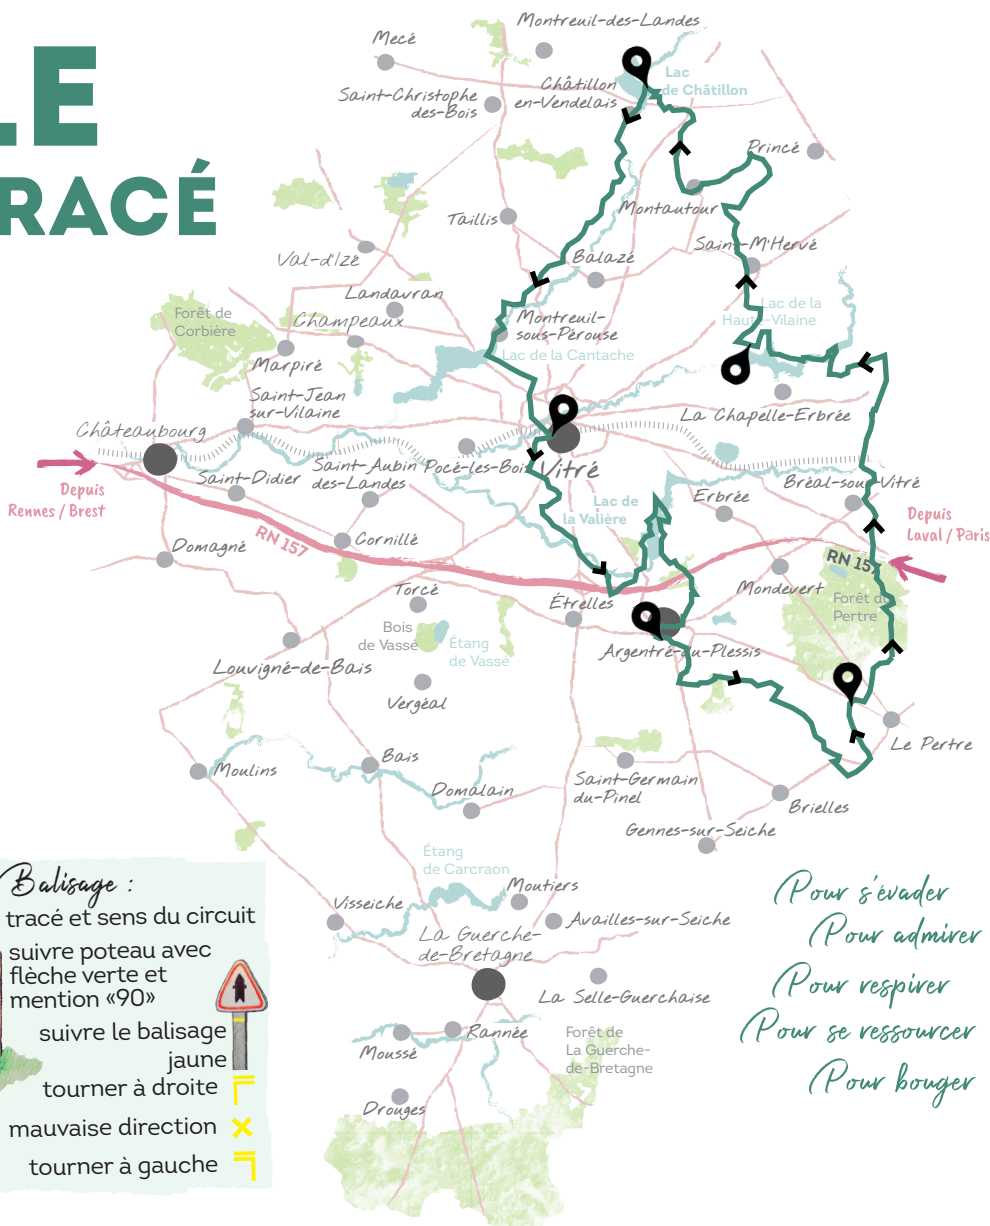 LE
TRACÉ
Montreuil-des-Landes
Mecé
Lac
de Châtillon
Châtillon
en-Vendelais
Saint-Christophe
des-Bois
Princé
Montautour
Taillis
Saint-M'Hervé
Val-d'Izé
Balazé
Landavran
Lac de la
Haute-Vilaine
Forêt de
Corbière
Champeaux
Montreuil-
sous-Pérouse
Lac de la Cantache
Marpiré
Saint-Jean
sur-Vilaine
La Chapelle-Erbrée
Châteaubourg
Saint-Aubin
des-Landes
Pocé-les-Bois
Vitré
Saint-Didier
Bréal-sous-Vitré
Depuis
Rennes / Brest
Lac de
la Valière
Erbrée
Depuis
Laval / Paris
RN 157
Cornillé
Domagné
RN 157
Mondevert
Torcé
Étrelles
Forêt du
Pertre
Bois
de Vassé
Étang
de Vassé
Argentré-du-Plessis
Louvigné-de-Bais
Vergéal
Le Pertre
Moulins
Bais
Domalain
Saint-Germain
du-Pinel
Brielles
Gennes-sur-Seiche
Étang
de Carcraon
Moutiers
Visseiche
Availles-sur-Seiche
La Guerche-
de-Bretagne
La Selle-Guerchaise
Rannée
Moussé
Forêt de
La Guerche-
de-Bretagne
Drouges
Balisage :
tracé et sens du circuit
suivre poteau avec
flèche verte et
mention «90»
suivre le balisage
jaune
tourner à droite
mauvaise direction
tourner à gauche
Pour s'évader
Pour admirer
Pour respirer
Pour se ressourcer
Pour bouger